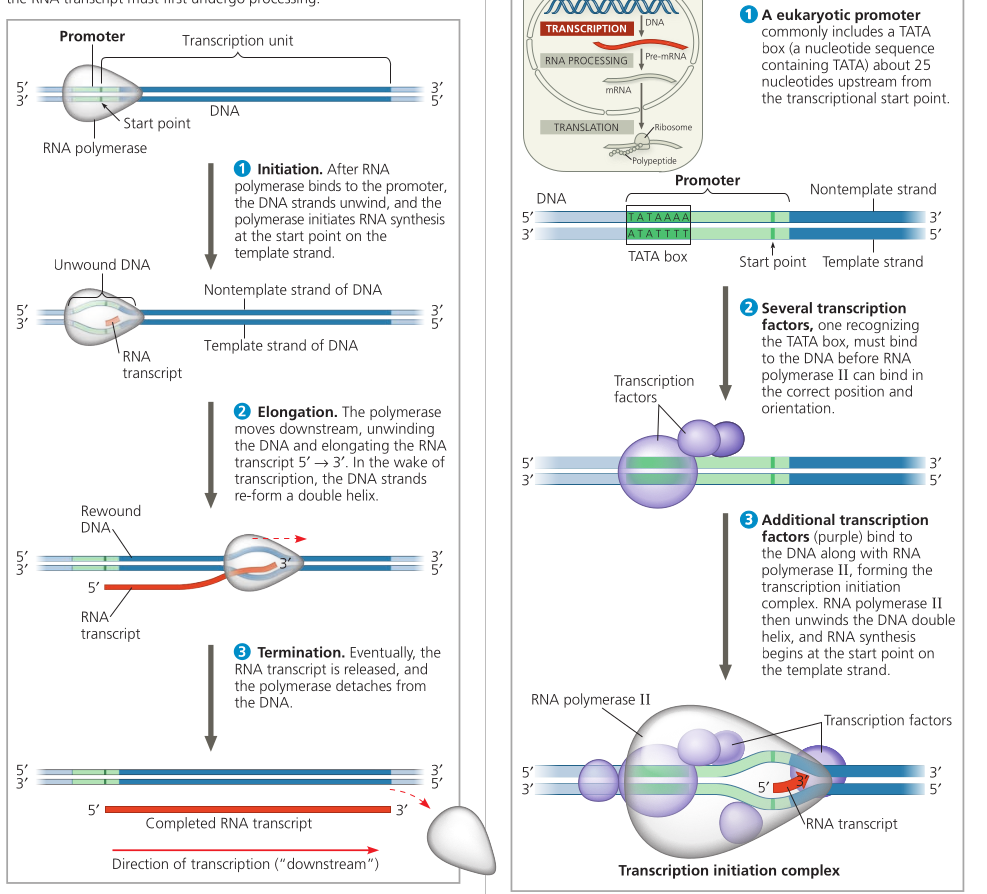 the RNA transcript must first undergo processing.
Promoter
Transcription unit
5′ 3′
3′ 5′
DNA
Start point
RNA polymerase
1 Initiation. After RNA
polymerase binds to the promoter,
the DNA strands unwind, and the
polymerase initiates RNA synthesis
at the start point on the
template strand.
Unwound DNA
Nontemplate strand of DNA
5′ 3′
3′ 5′
Template strand of DNA
RNA
transcript
2 Elongation. The polymerase
moves downstream, unwinding
the DNA and elongating the RNA
transcript 5′ → 3′. In the wake of
transcription, the DNA strands
re-form a double helix.
Rewound
DNA
5′ 3′
3′ 3′ 5′
5′
RNA
transcript
3 Termination. Eventually, the
RNA transcript is released, and
the polymerase detaches from
the DNA.
5′ 3′
3′ 5′
5′ 3′
Completed RNA transcript
Direction of transcription (“downstream”)
DNA
TRANSCRIPTION
RNA PROCESSING
Pre-mRNA
mRNA
TRANSLATION
Ribosome
Polypeptide
1 A eukaryotic promoter
commonly includes a TATA
box (a nucleotide sequence
containing TATA) about 25
nucleotides upstream from
the transcriptional start point.
Promoter
DNA
Nontemplate strand
5′ TATAAAA 3′
3′ ATATTTT 5′
TATA box
Start point
Template strand
2 Several transcription
factors, one recognizing
the TATA box, must bind
to the DNA before RNA
polymerase II can bind in
the correct position and
orientation.
Transcription
factors
5′ 3′
3′ 5′
3 Additional transcription
factors (purple) bind to
the DNA along with RNA
polymerase II, forming the
transcription initiation
complex. RNA polymerase II
then unwinds the DNA double
helix, and RNA synthesis
begins at the start point on
the template strand.
RNA polymerase II
Transcription factors
5′ 3′
3′ 5′ 3′ 5′
RNA transcript
Transcription initiation complex